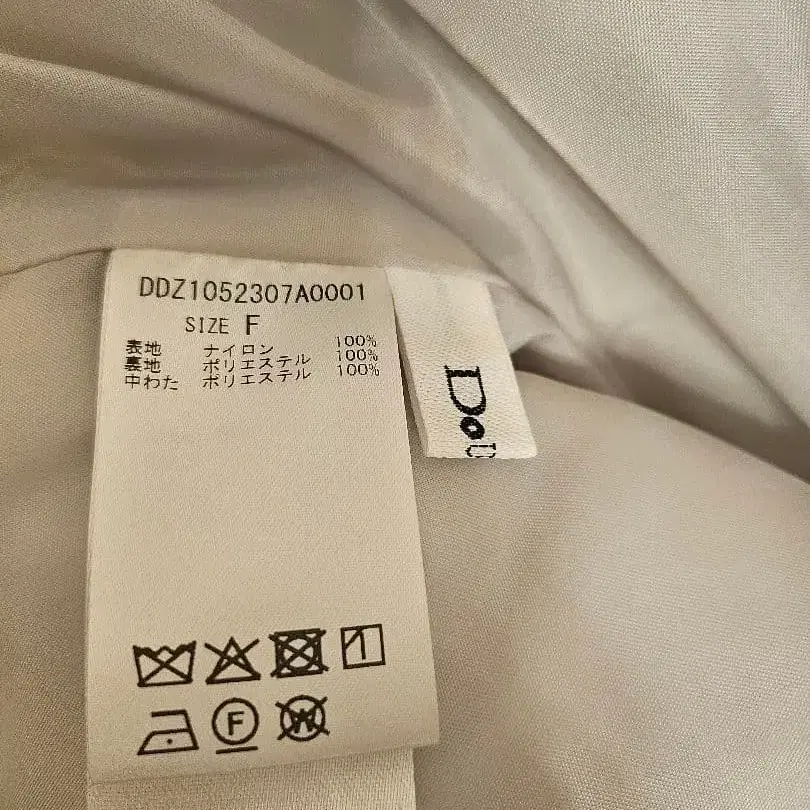 DDZ1052307A0001
SIZE F
表地 ナイロン 100%
裏地 ポリエステル 100%
中わた ポリエステル 100%
F
W